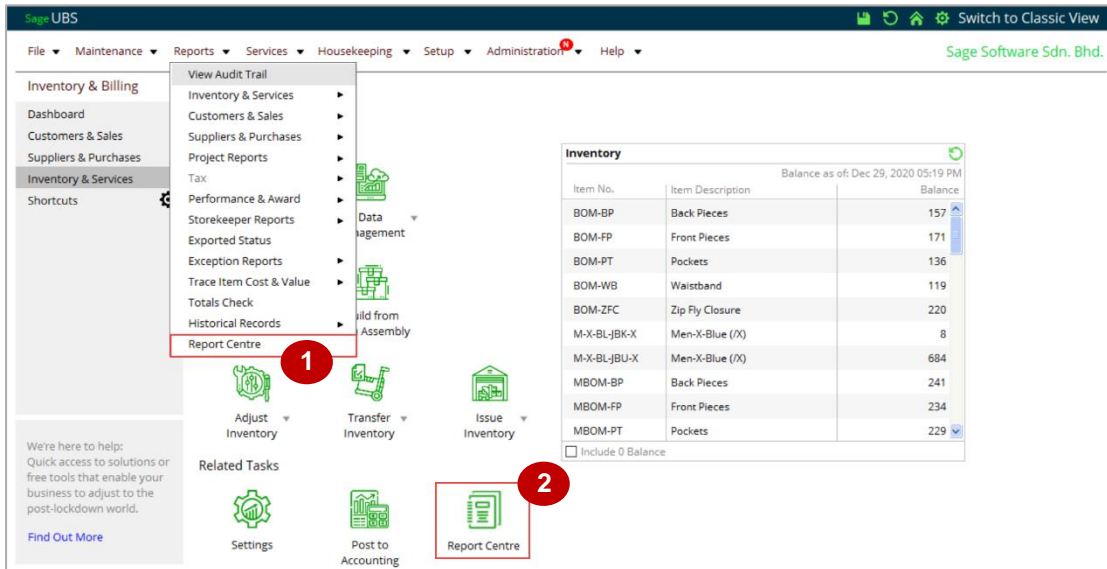 Sage UBS
Switch to Classic View
File Maintenance Reports Services Housekeeping Setup Administration N Help
Sage Software Sdn. Bhd.
Inventory & Billing
Dashboard
Customers & Sales
Suppliers & Purchases
Inventory & Services
Shortcuts
View Audit Trail
Inventory & Services
Customers & Sales
Suppliers & Purchases
Project Reports
Tax
Performance & Award
Storekeeper Reports
Exported Status
Exception Reports
Trace Item Cost & Value
Totals Check
Historical Records
Report Centre
1
Data
Assembly
Adjust
Inventory
Transfer
Inventory
Issue
Inventory
Related Tasks
Settings
Post to
Accounting
Report Centre
2
Inventory
Balance as of: Dec 29, 2020 05:19 PM
Item No. Item Description Balance
BOM-BP Back Pieces 157
BOM-FP Front Pieces 171
BOM-PT Pockets 136
BOM-WB Waistband 119
BOM-ZFC Zip Fly Closure 220
M-X-BL-JBK-X Men-X-Blue (/X) 8
M-X-BL-JBU-X Men-X-Blue (/X) 684
MBOM-BP Back Pieces 241
MBOM-FP Front Pieces 234
MBOM-PT Pockets 229
Include 0 Balance
We're here to help:
Quick access to solutions or
free tools that enable your
business to adjust to the
post-lockdown world.
Find Out More